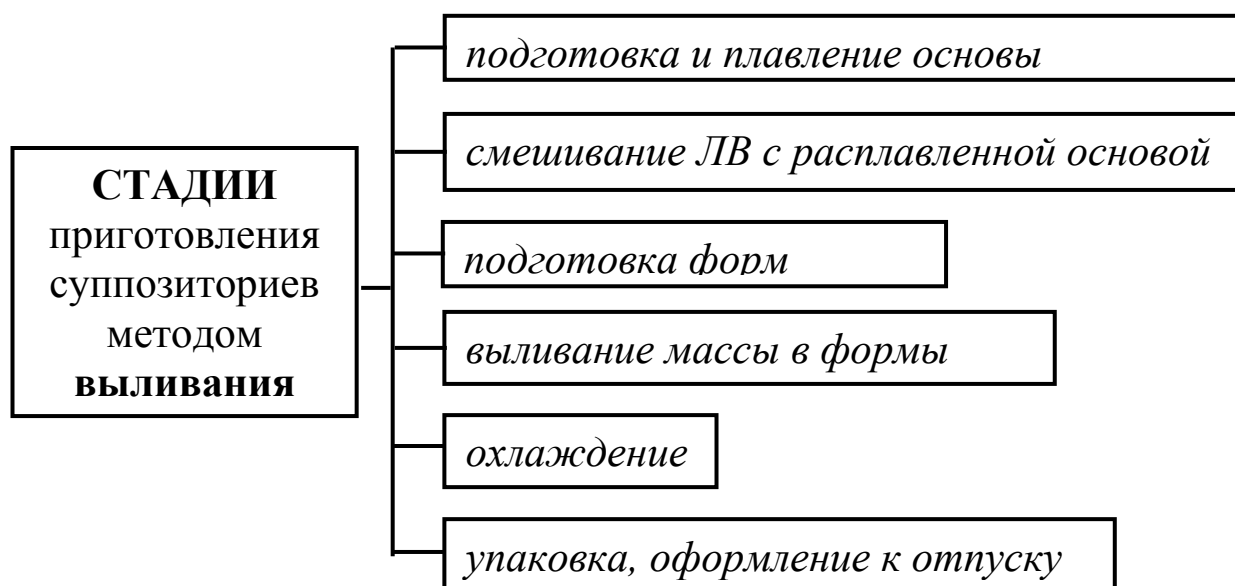 подготовка и плавление основы
смешивание ЛВ с расплавленной основой
СТАДИИ
приготовления
суппозиториев
методом
выливания
подготовка форм
выливание массы в формы
охлаждение
упаковка, оформление к отпуску